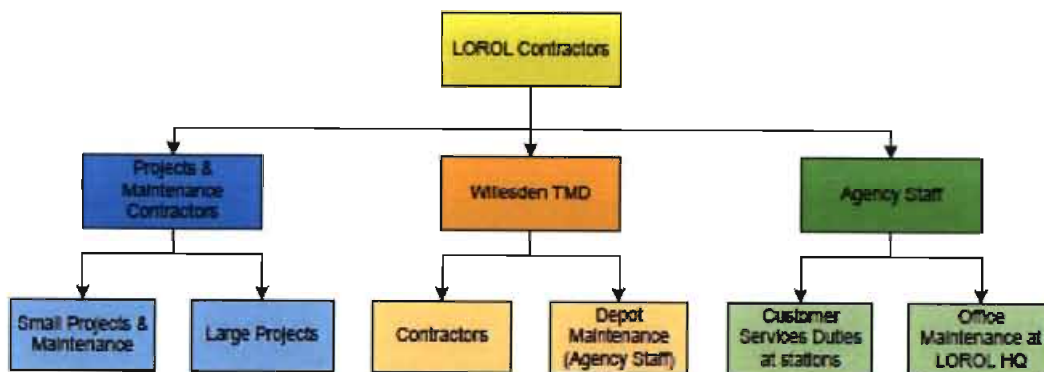 LOROL Contractors
Projects &
Maintenance
Contractors
Willesden TMD
Agency Staff
Small Projects &
Maintenance
Large Projects
Contractors
Depot
Maintenance
(Agency Staff)
Customer
Services Duties
at stations
Office
Maintenance at
LOROL HQ